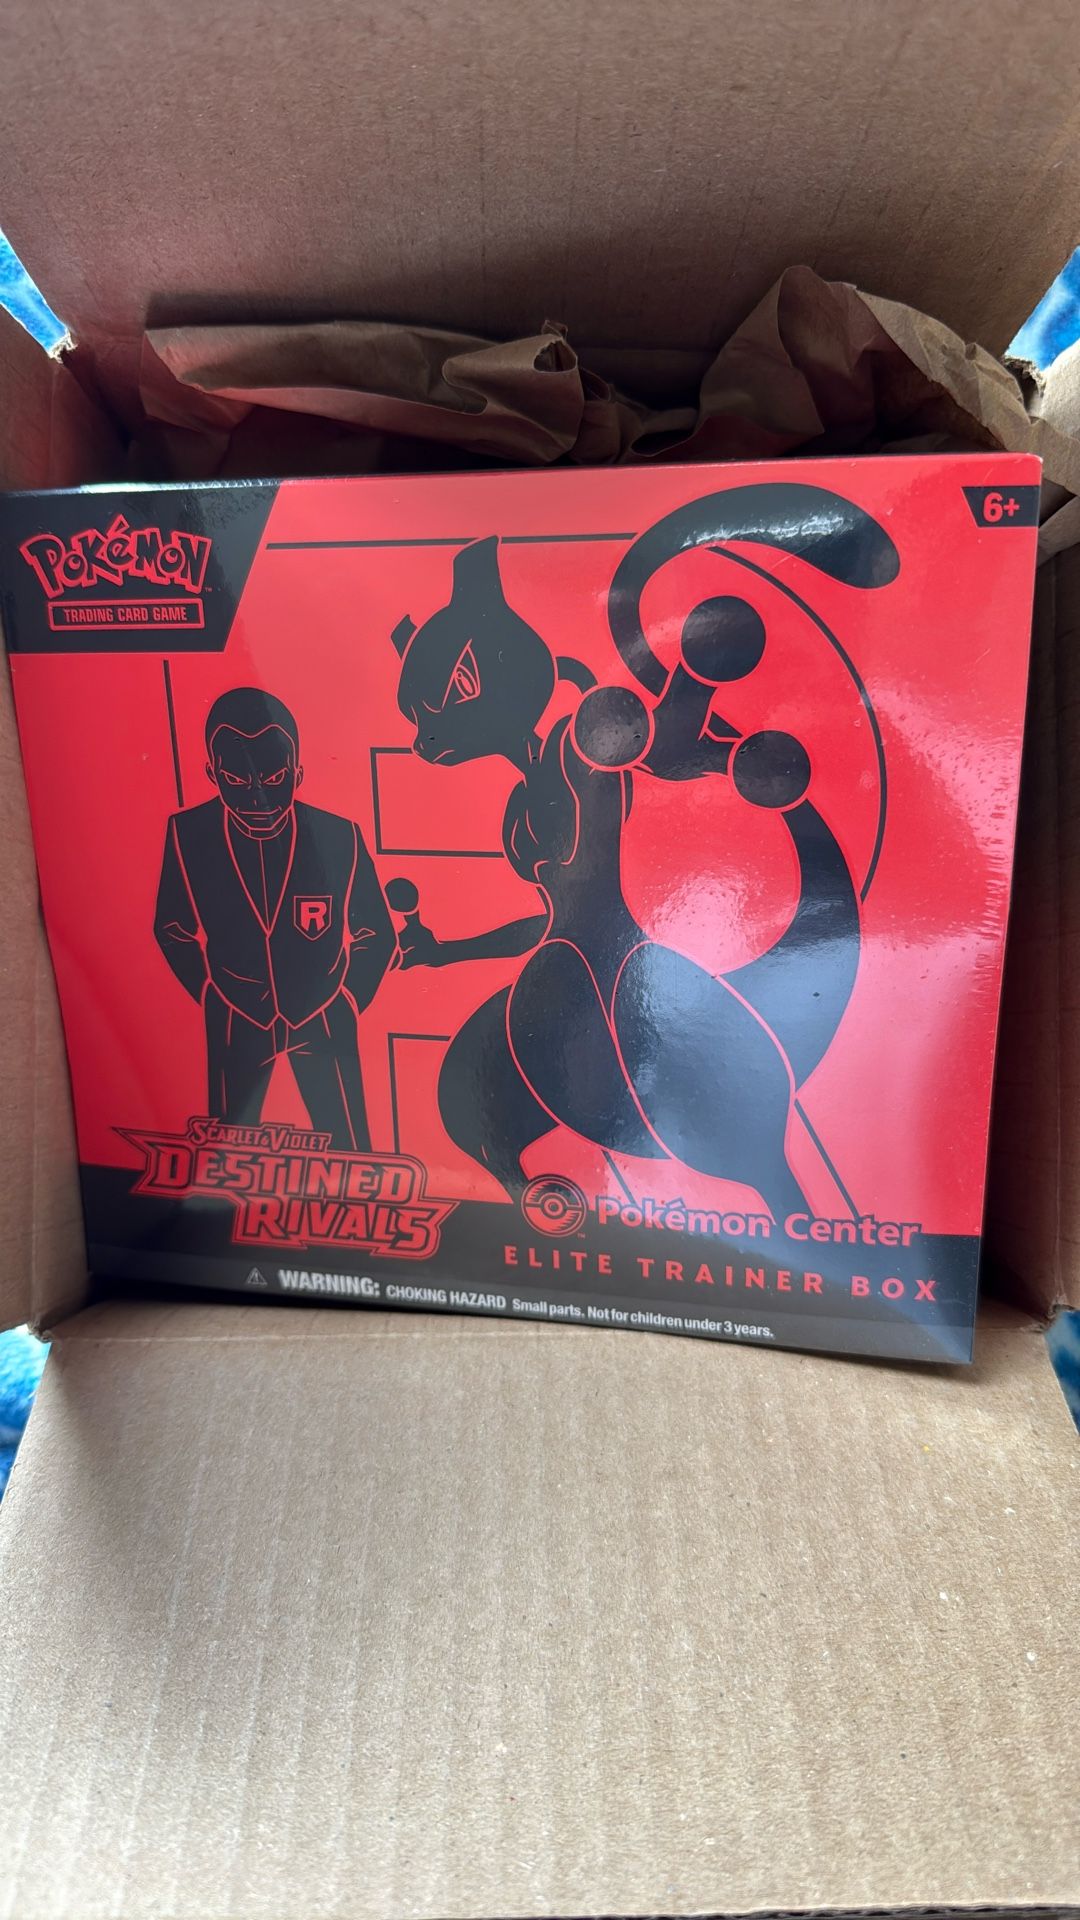 POKéMON
TRADING CARD GAME
6+
R
SCARLET & VIOLET
DESTINED
RIVALS
Pokémon Center
ELITE TRAINER BOX
WARNING: CHOKING HAZARD Small parts. Not for children under 3 years.